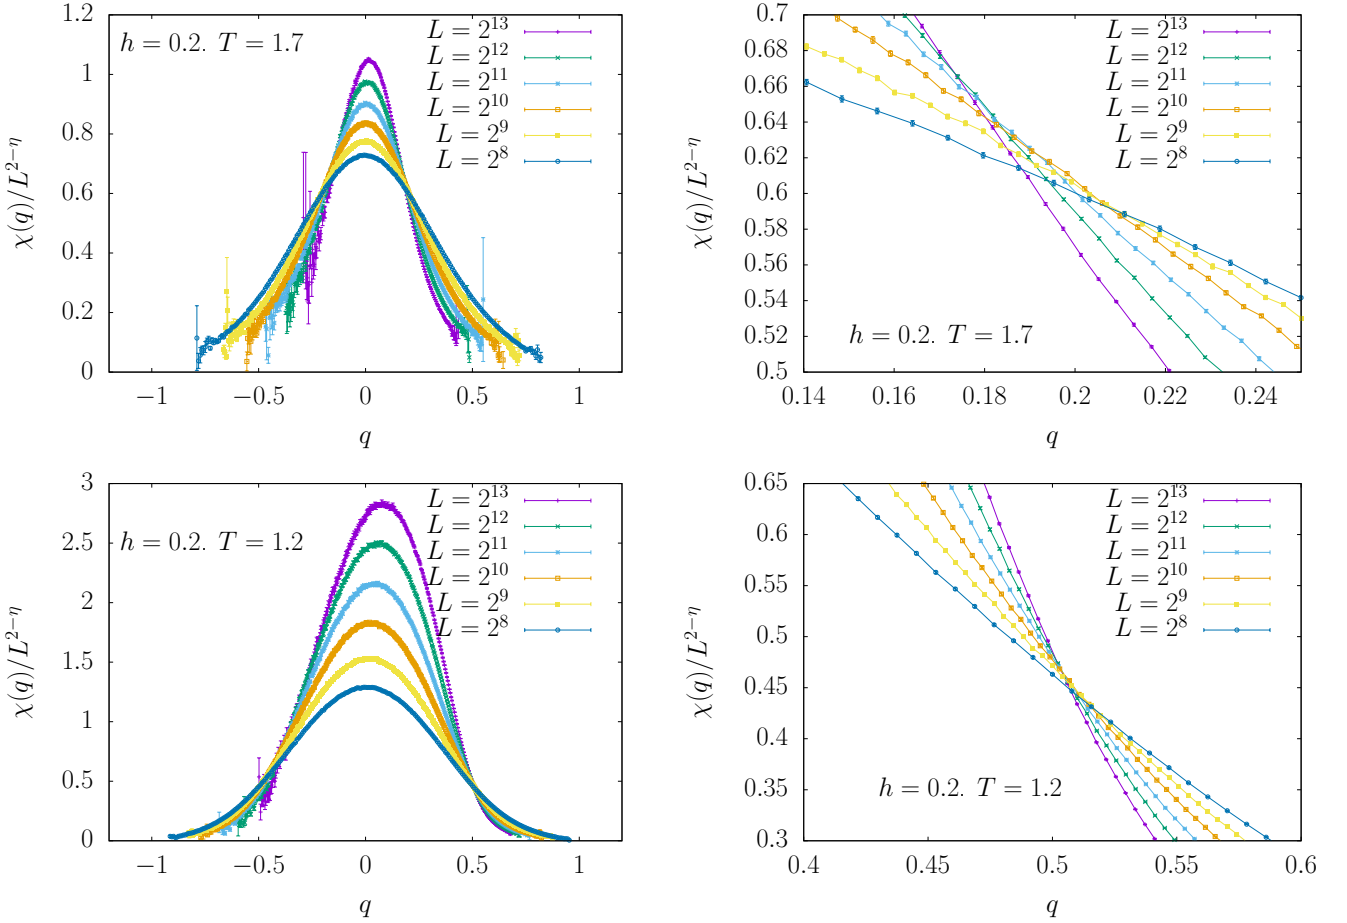 h = 0.2. T = 1.7
L = 2^13
L = 2^12
L = 2^11
L = 2^10
L = 2^9
L = 2^8
χ(q)/L^{2−η}
1.2
1
0.8
0.6
0.4
0.2
0
−1 −0.5 0 0.5 1
q
L = 2^13
L = 2^12
L = 2^11
L = 2^10
L = 2^9
L = 2^8
χ(q)/L^{2−η}
0.7
0.68
0.66
0.64
0.62
0.6
0.58
0.56
0.54
0.52
0.5
h = 0.2. T = 1.7
0.14 0.16 0.18 0.2 0.22 0.24
q
h = 0.2. T = 1.2
L = 2^13
L = 2^12
L = 2^11
L = 2^10
L = 2^9
L = 2^8
χ(q)/L^{2−η}
3
2.5
2
1.5
1
0.5
0
−1 −0.5 0 0.5 1
q
L = 2^13
L = 2^12
L = 2^11
L = 2^10
L = 2^9
L = 2^8
χ(q)/L^{2−η}
0.65
0.6
0.55
0.5
0.45
0.4
0.35
0.3
h = 0.2. T = 1.2
0.4 0.45 0.5 0.55 0.6
q